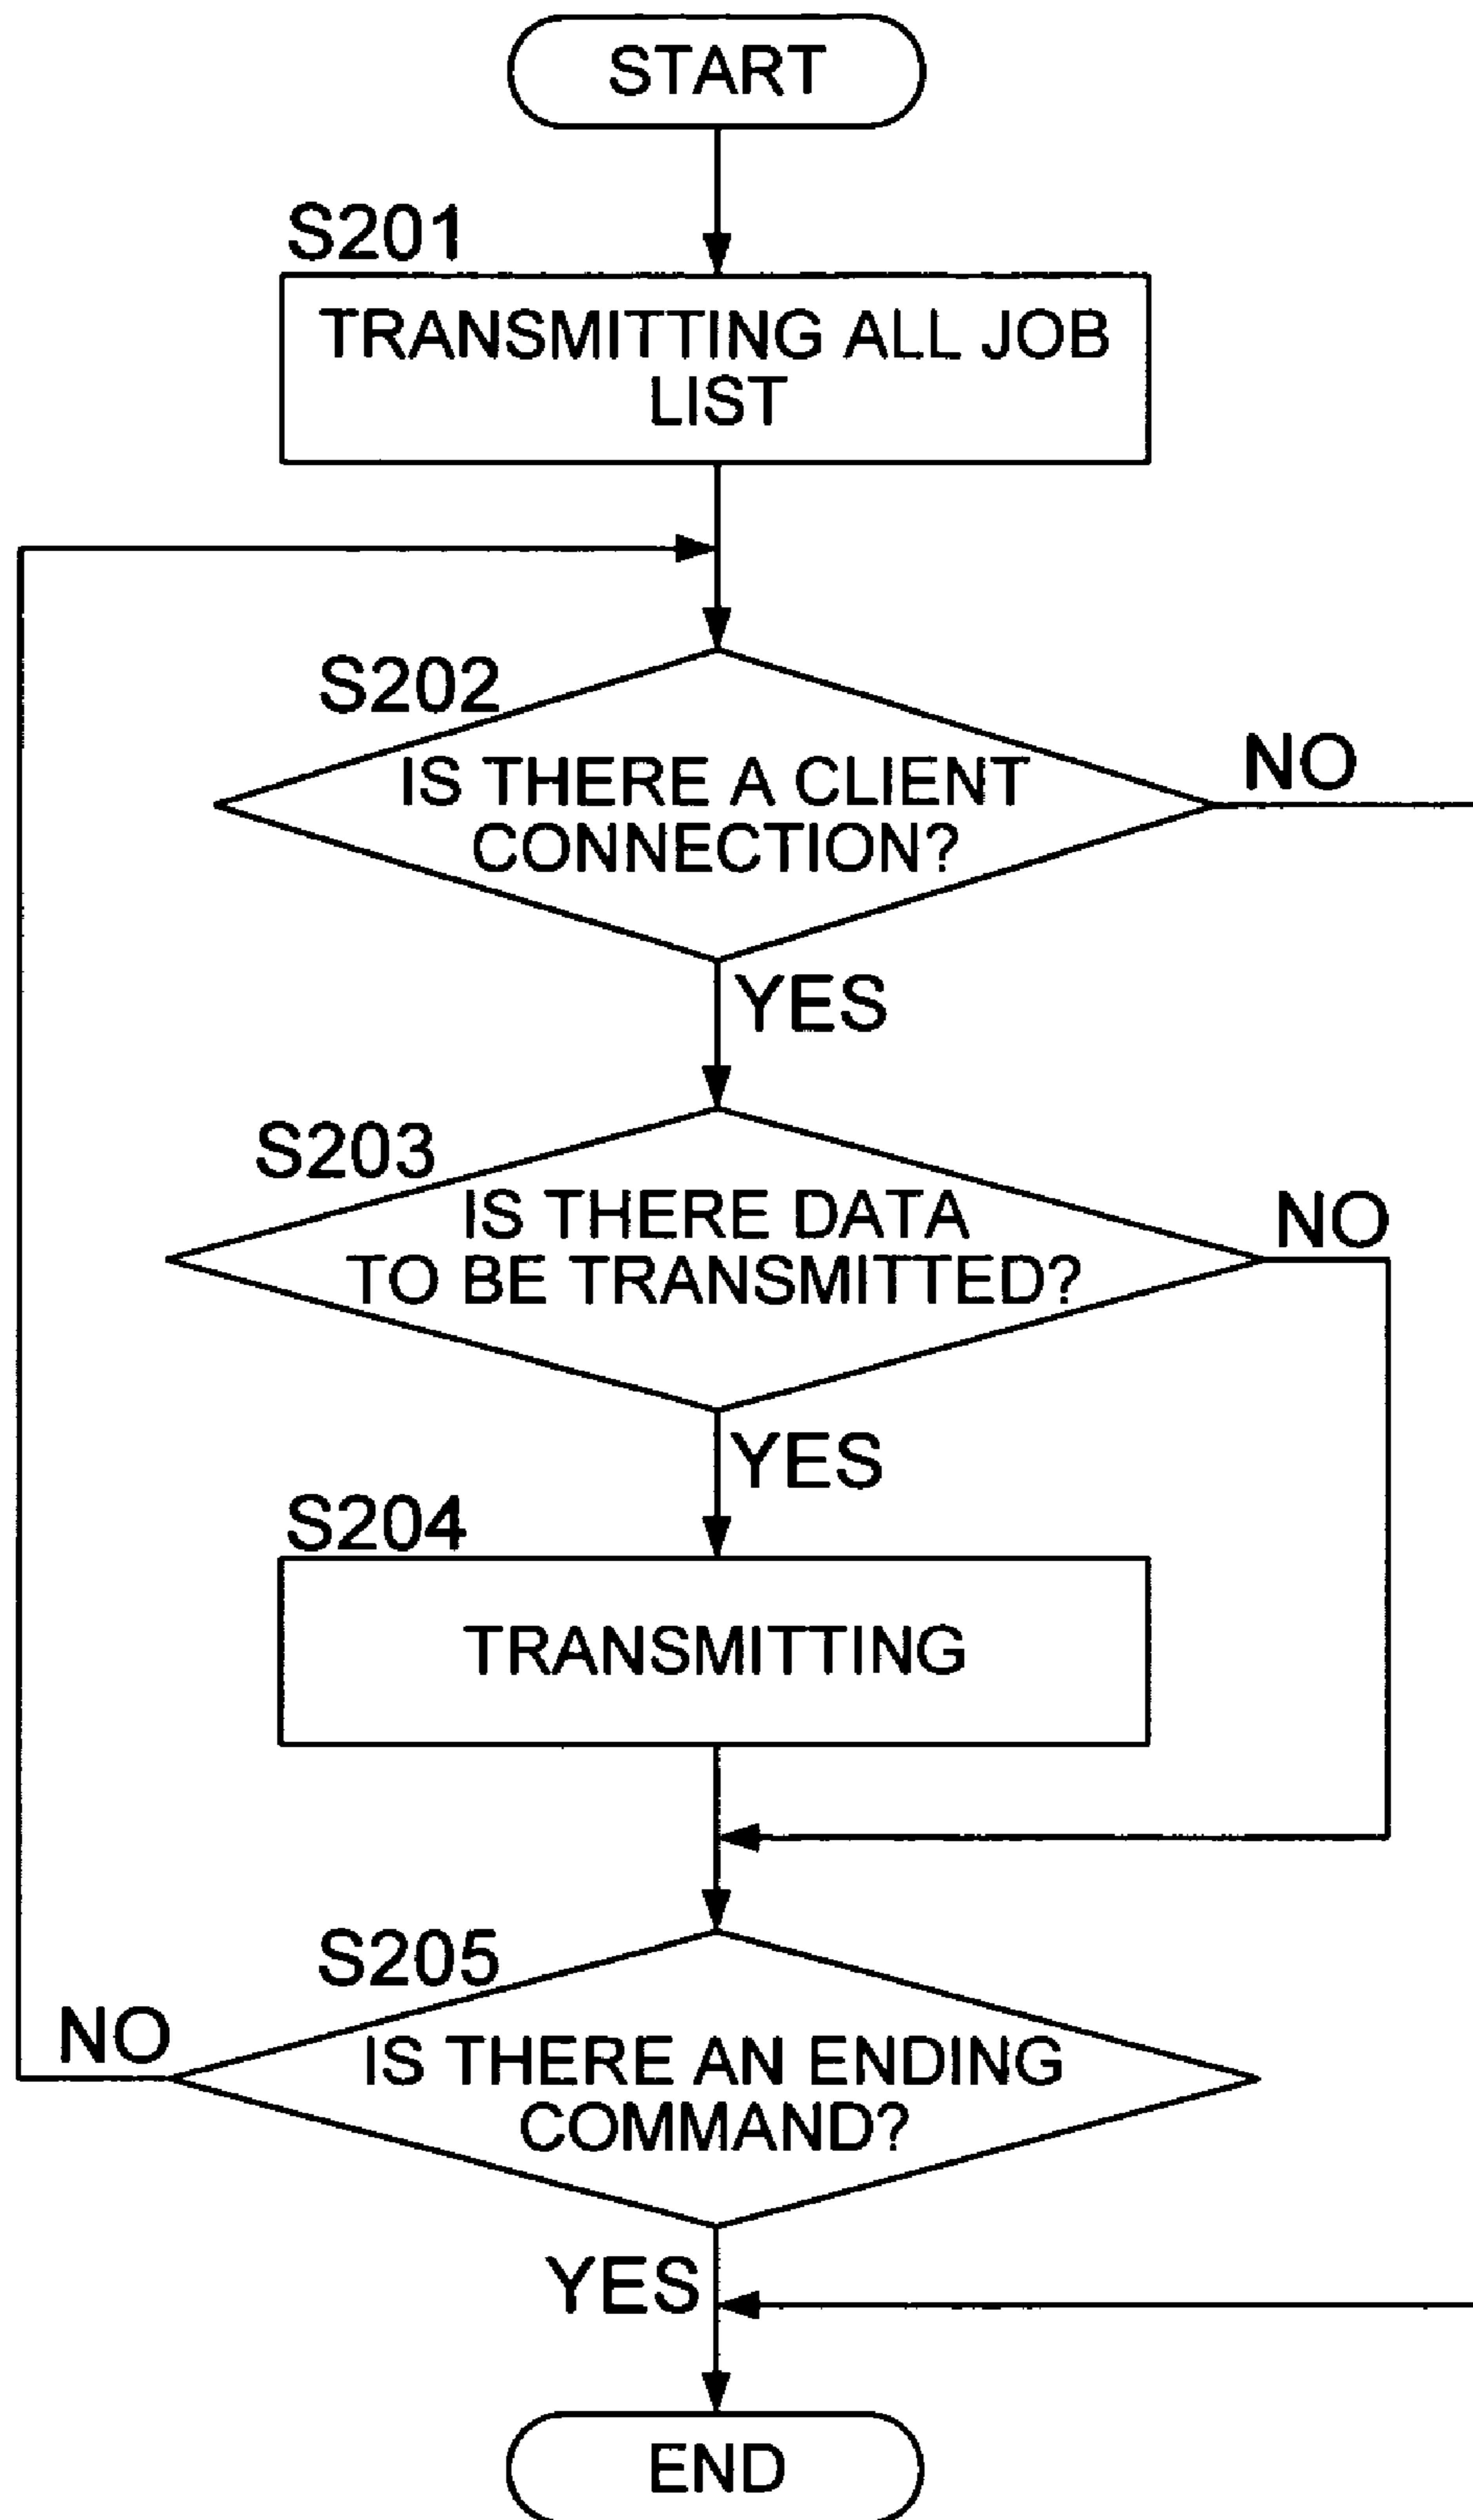 START
S201
TRANSMITTING ALL JOB
LIST
S202
IS THERE A CLIENT
CONNECTION?
NO
YES
S203
IS THERE DATA
TO BE TRANSMITTED?
NO
YES
S204
TRANSMITTING
S205
NO
IS THERE AN ENDING
COMMAND?
YES
END